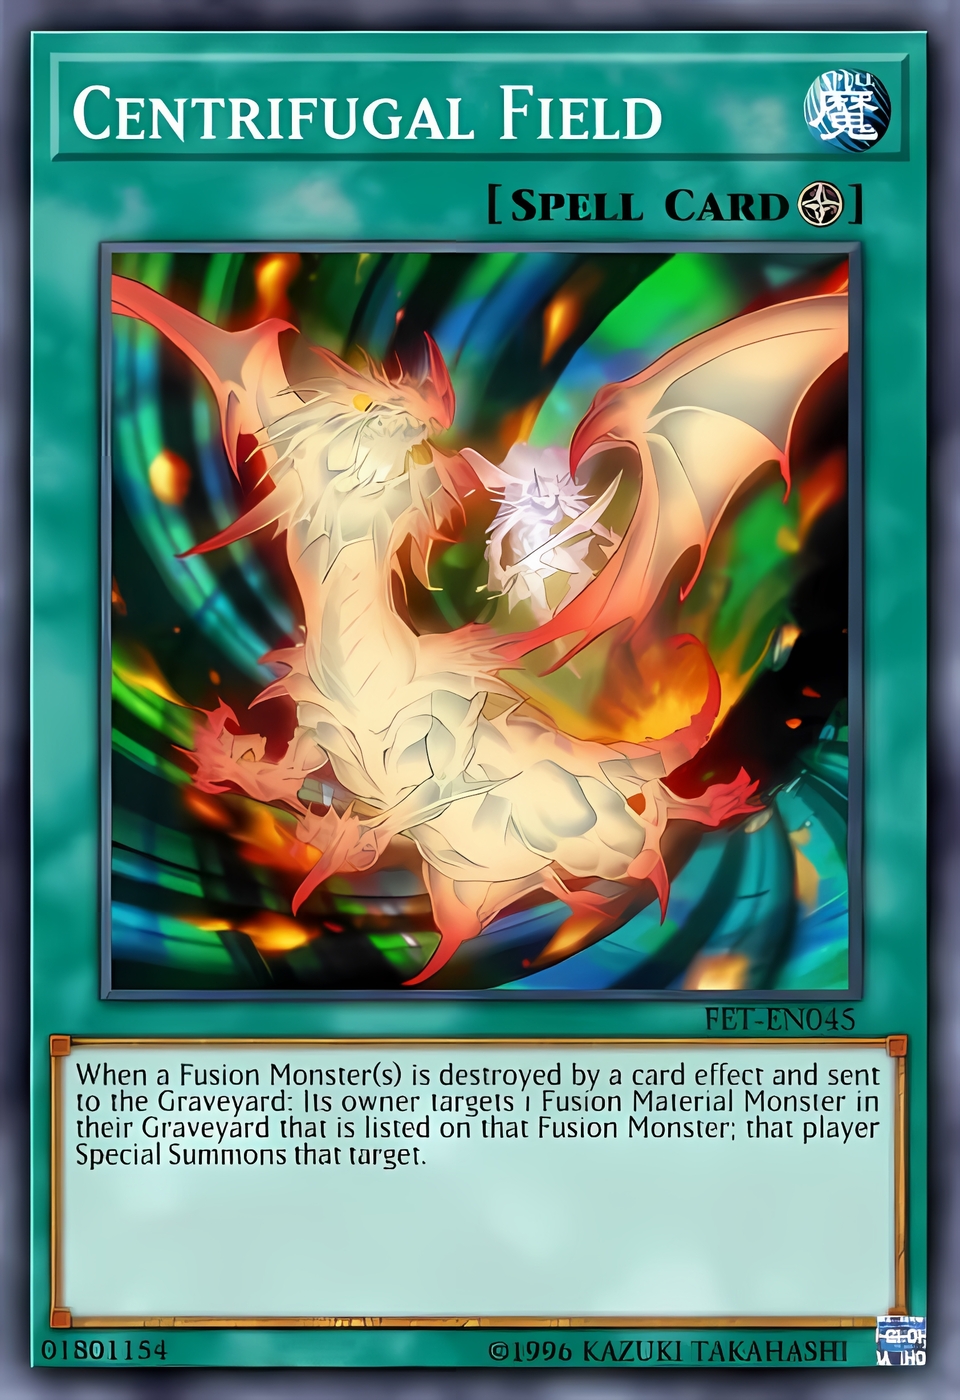 CENTRIFUGAL FIELD
魔
[SPELL CARD]
FET-EN045
When a Fusion Monster(s) is destroyed by a card effect and sent
to the Graveyard: Its owner targets 1 Fusion Material Monster in
their Graveyard that is listed on that Fusion Monster; that player
Special Summons that target.
01801154
©1996 KAZUKI TAKAHASHI